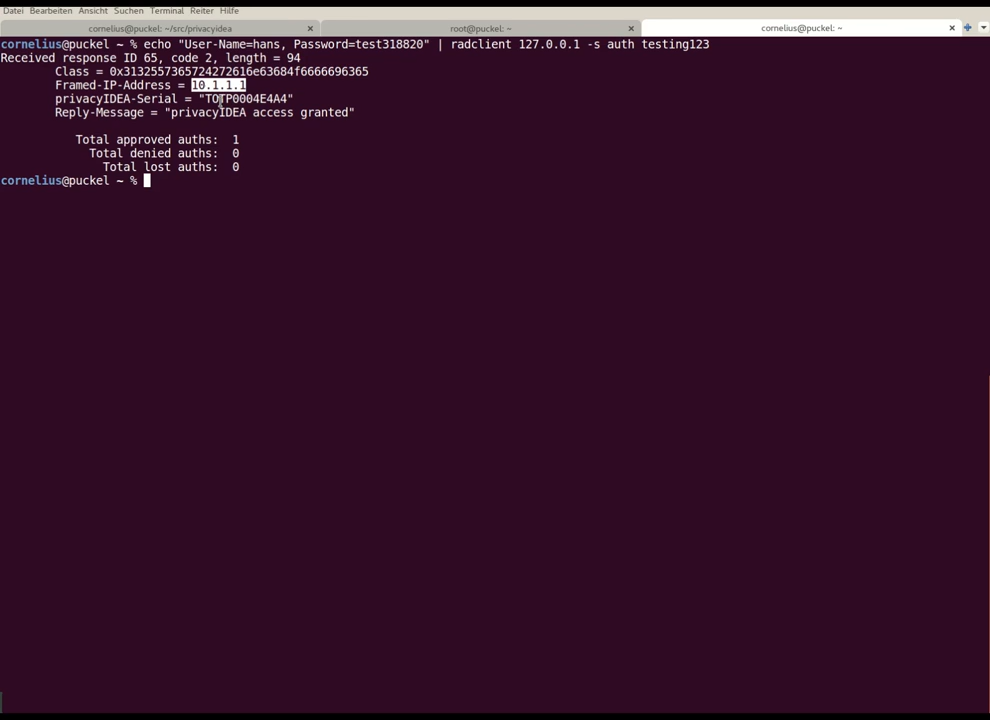 Datei Bearbeiten Ansicht Suchen Terminal Reiter Hilfe
cornelius@puckel: ~/src/privacyidea × root@puckel: ~ × cornelius@puckel: ~ ×
cornelius@puckel ~ % echo "User-Name=hans, Password=test318820" | radclient 127.0.0.1 -s auth testing123
Received response ID 65, code 2, length = 94
Class = 0x3132557365724272616e63684f6666696365
Framed-IP-Address = 10.1.1.1
privacyIDEA-Serial = "TOTP0004E4A4"
Reply-Message = "privacyIDEA access granted"
Total approved auths: 1
Total denied auths: 0
Total lost auths: 0
cornelius@puckel ~ %